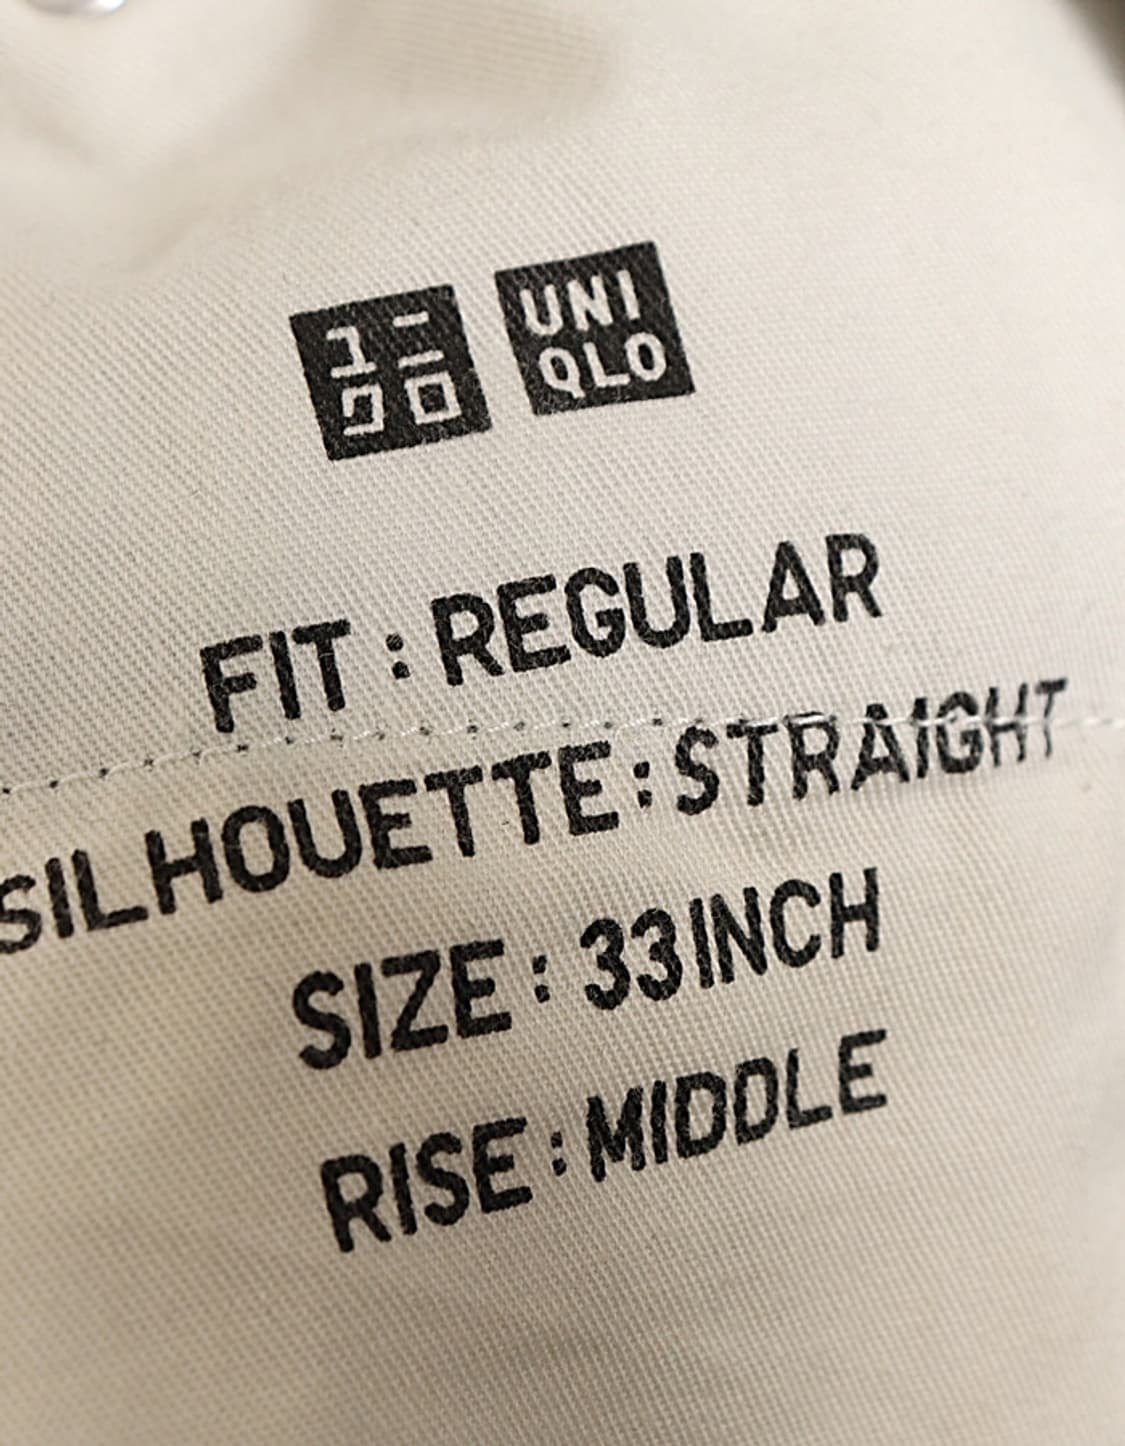 ユニ
クロ
UNI
QLO
FIT : REGULAR
SILHOUETTE : STRAIGHT
SIZE : 33INCH
RISE : MIDDLE